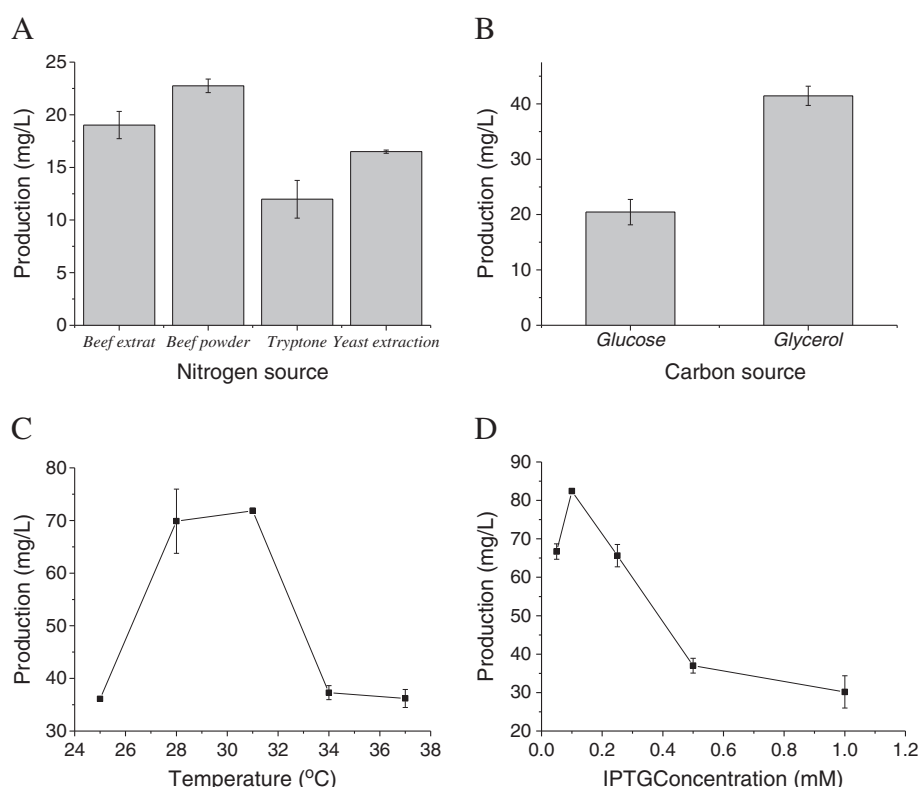 A
Production (mg/L)
25
20
15
10
5
0
Beef extrat Beef powder Tryptone Yeast extraction
Nitrogen source
B
Production (mg/L)
40
30
20
10
0
Glucose Glycerol
Carbon source
C
Production (mg/L)
80
70
60
50
40
30
24 26 28 30 32 34 36 38
Temperature (°C)
D
Production (mg/L)
90
80
70
60
50
40
30
20
0.0 0.2 0.4 0.6 0.8 1.0 1.2
IPTGConcentration (mM)